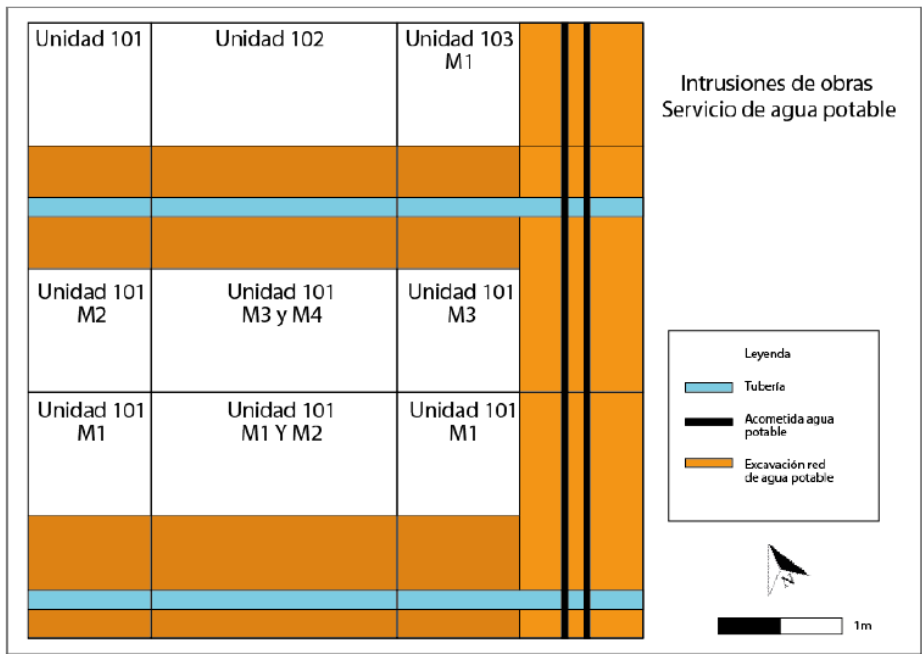 Unidad 101
Unidad 102
Unidad 103
M1
Intrusiones de obras
Servicio de agua potable
Unidad 101
M2
Unidad 101
M3 y M4
Unidad 101
M3
Unidad 101
M1
Unidad 101
M1 Y M2
Unidad 101
M1
Leyenda
Tubería
Acometida agua
potable
Excavación red
de agua potable
N
1m